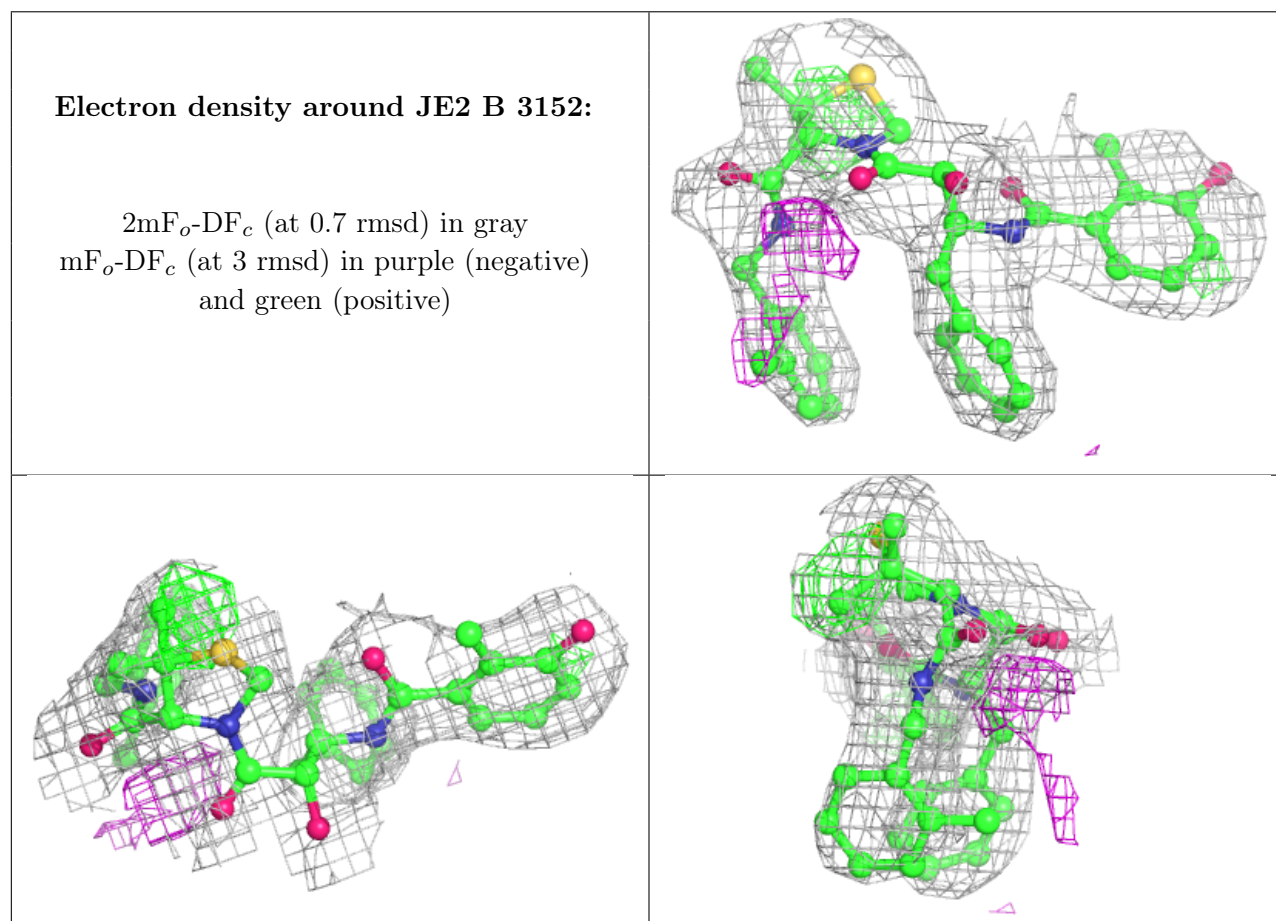 Electron density around JE2 B 3152:
2mFo-DFc (at 0.7 rmsd) in gray
mFo-DFc (at 3 rmsd) in purple (negative)
and green (positive)